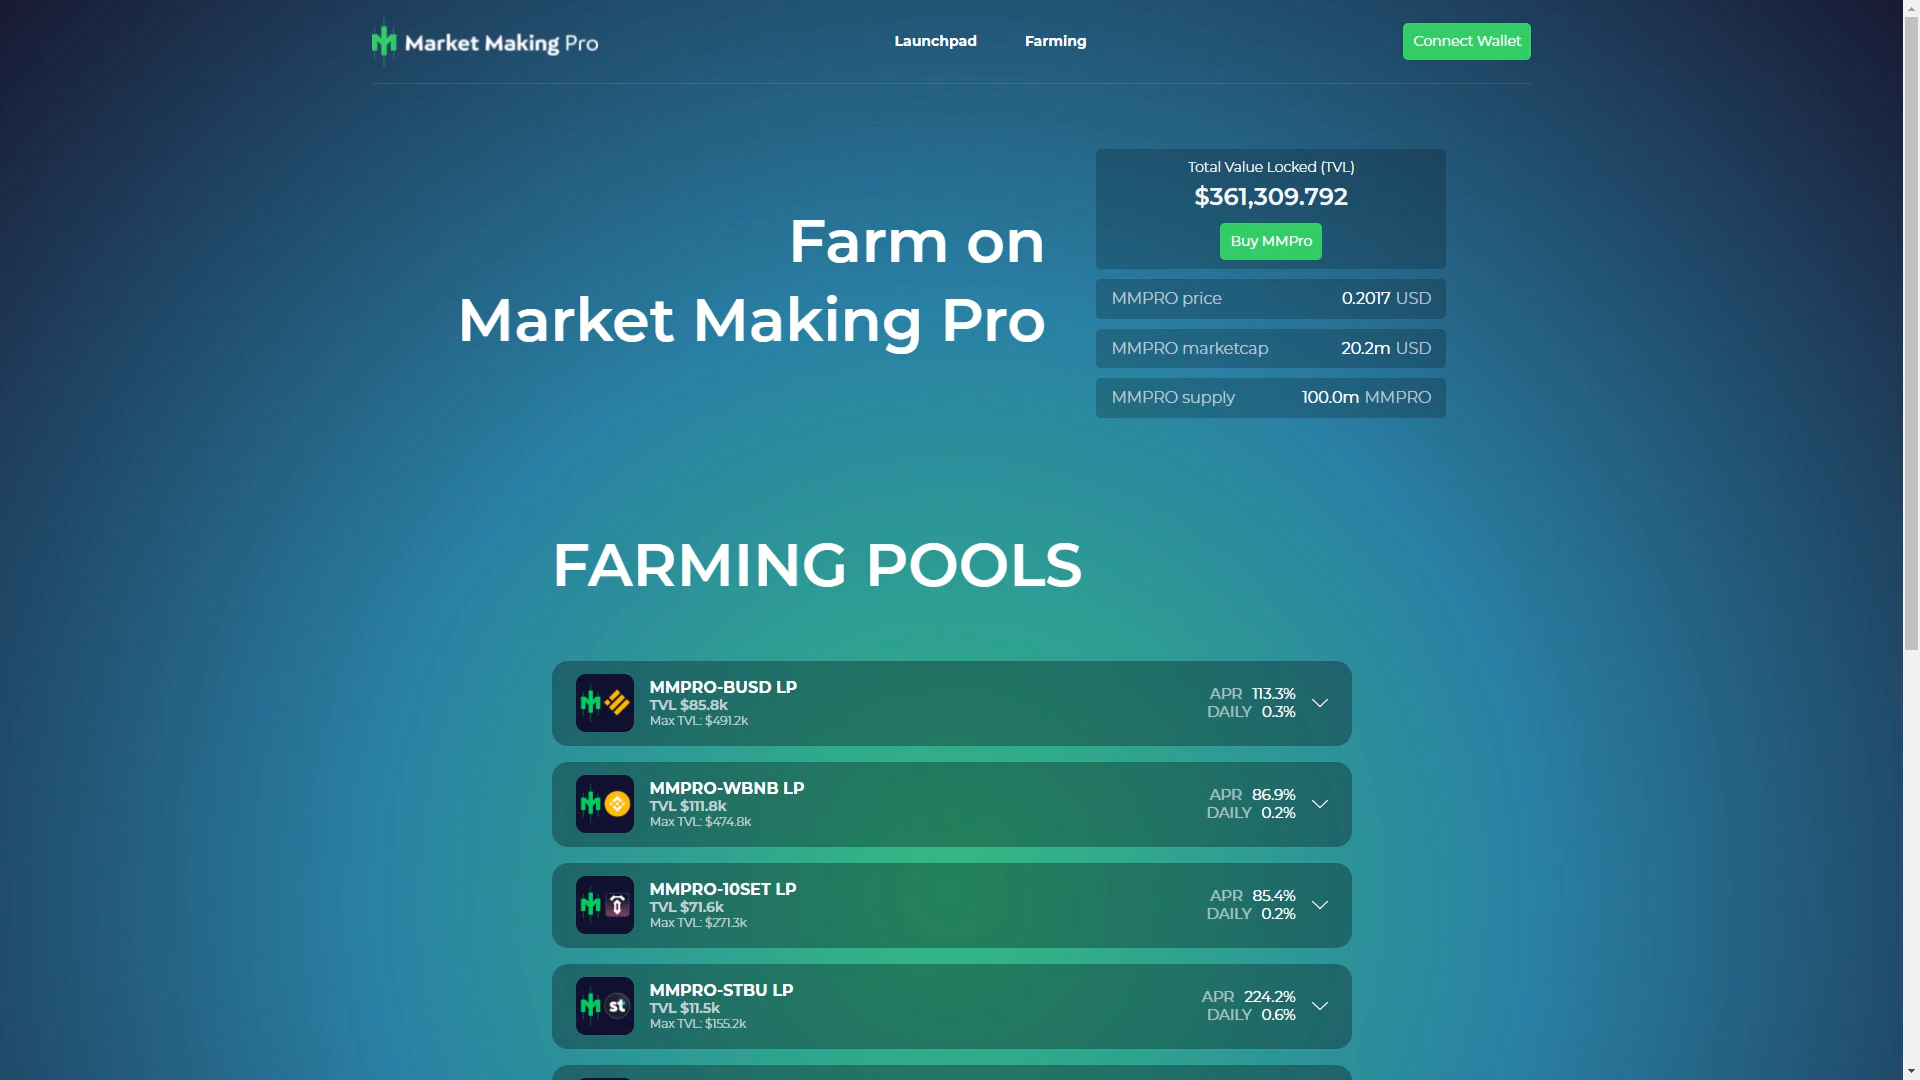 Market Making Pro
Launchpad
Farming
Connect Wallet
Farm on
Market Making Pro
Total Value Locked (TVL)
$361,309.792
Buy MMPro
MMPRO price 0.2017 USD
MMPRO marketcap 20.2m USD
MMPRO supply 100.0m MMPRO
FARMING POOLS
MMPRO-BUSD LP
TVL $85.8k
Max TVL: $491.2k
APR 113.3%
DAILY 0.3%
MMPRO-WBNB LP
TVL $111.8k
Max TVL: $474.8k
APR 86.9%
DAILY 0.2%
MMPRO-10SET LP
TVL $71.6k
Max TVL: $271.3k
APR 85.4%
DAILY 0.2%
st
MMPRO-STBU LP
TVL $11.5k
Max TVL: $155.2k
APR 224.2%
DAILY 0.6%